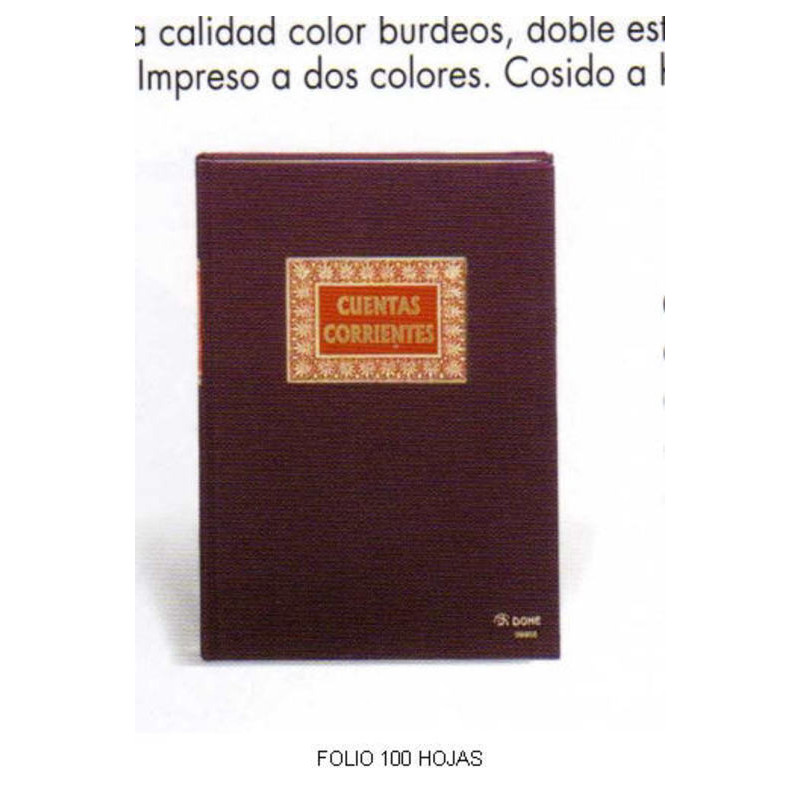 a calidad color burdeos, doble est
Impreso a dos colores. Cosido a h
CUENTAS
CORRIENTES
DOHE
FOLIO 100 HOJAS